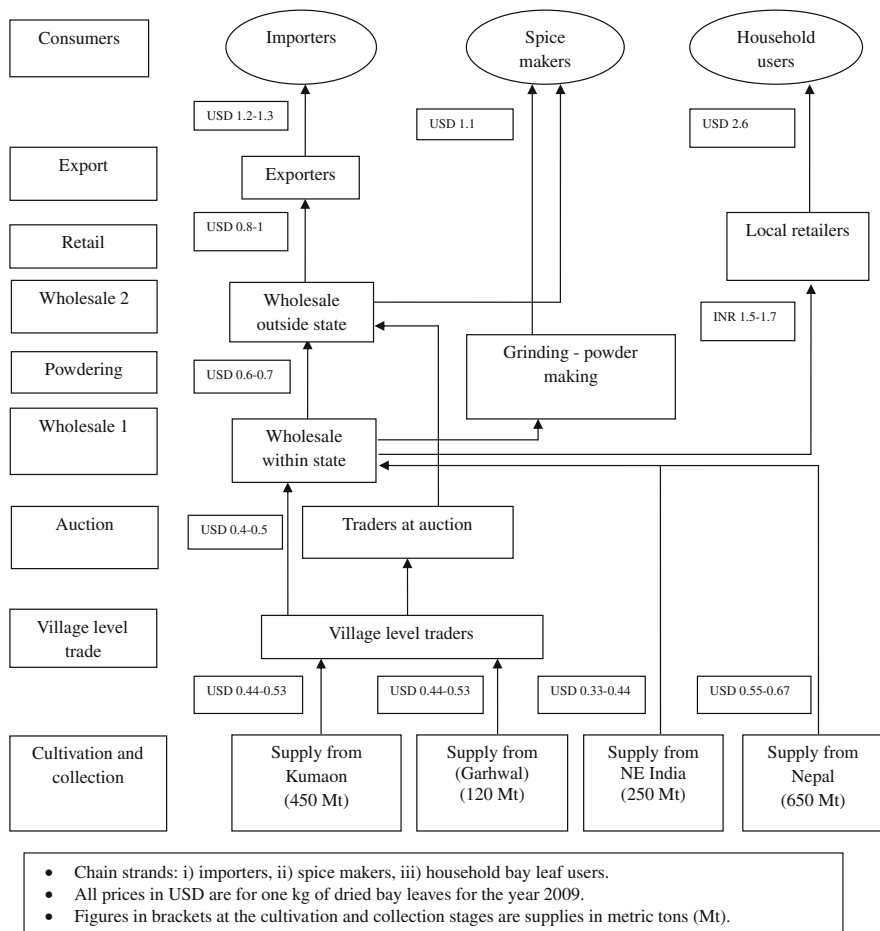 Consumers
Importers
Spice
makers
Household
users
USD 1.2-1.3
USD 1.1
USD 2.6
Export
Exporters
USD 0.8-1
Retail
Local retailers
Wholesale 2
Wholesale
outside state
INR 1.5-1.7
Powdering
USD 0.6-0.7
Grinding - powder
making
Wholesale 1
Wholesale
within state
Auction
USD 0.4-0.5
Traders at auction
Village level
trade
Village level traders
USD 0.44-0.53
USD 0.44-0.53
USD 0.33-0.44
USD 0.55-0.67
Cultivation and
collection
Supply from
Kumaon
(450 Mt)
Supply from
(Garhwal)
(120 Mt)
Supply from
NE India
(250 Mt)
Supply from
Nepal
(650 Mt)
• Chain strands: i) importers, ii) spice makers, iii) household bay leaf users.
• All prices in USD are for one kg of dried bay leaves for the year 2009.
• Figures in brackets at the cultivation and collection stages are supplies in metric tons (Mt).